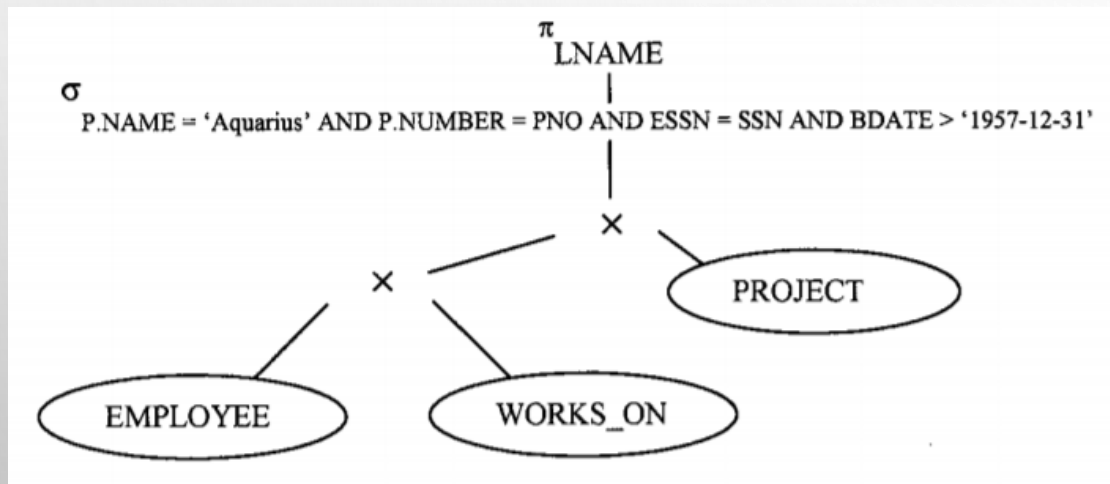 π
LNAME
σ
P.NAME = ‘Aquarius’ AND P.NUMBER = PNO AND ESSN = SSN AND BDATE > ‘1957-12-31’
×
×
PROJECT
EMPLOYEE
WORKS_ON